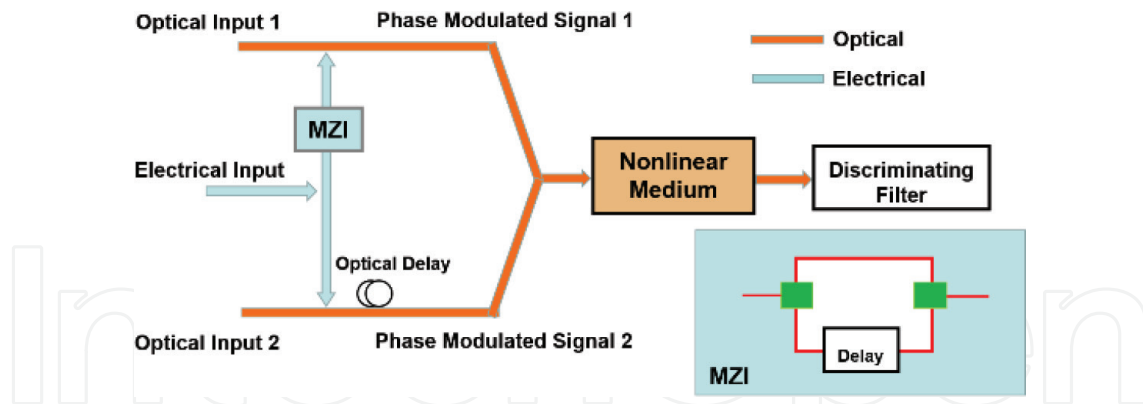 Optical Input 1
Phase Modulated Signal 1
Optical
Electrical
MZI
Electrical Input
Nonlinear
Medium
Discriminating
Filter
Optical Delay
Optical Input 2
Phase Modulated Signal 2
Delay
MZI